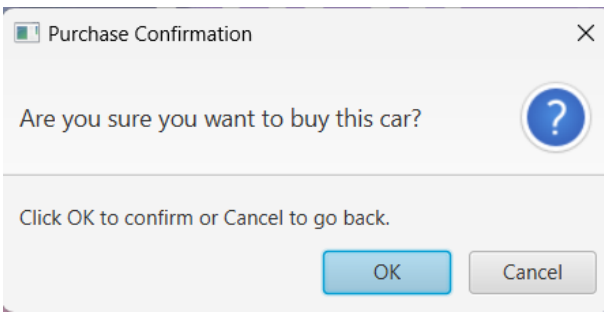 Purchase Confirmation
Are you sure you want to buy this car?
?
Click OK to confirm or Cancel to go back.
OK Cancel